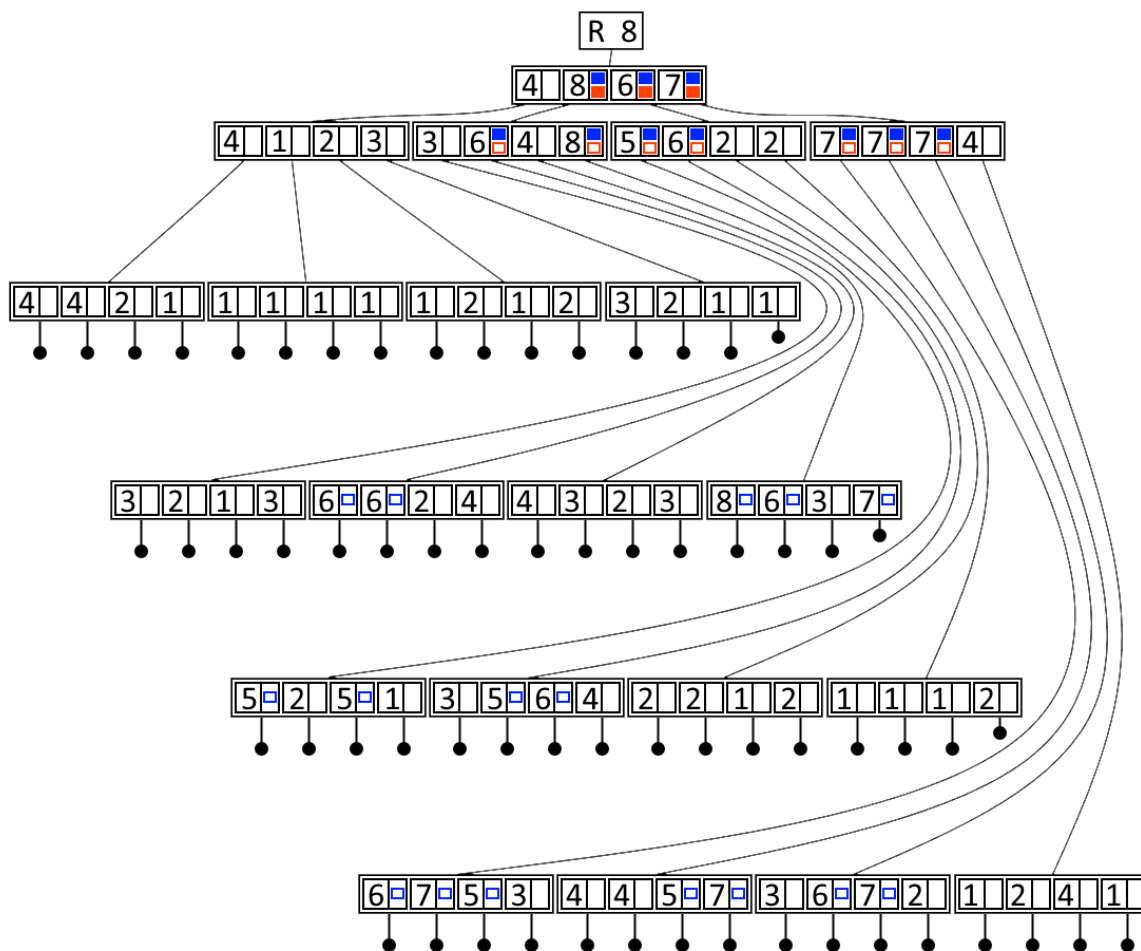 R 8
4 8 6 7
4 1 2 3 3 6 4 8 5 6 2 2 7 7 7 4
4 4 2 1 1 1 1 1 1 2 1 2 3 2 1 1
3 2 1 3 6 6 2 4 4 3 2 3 8 6 3 7
5 2 5 1 3 5 6 4 2 2 1 2 1 1 1 2
6 7 5 3 4 4 5 7 3 6 7 2 1 2 4 1